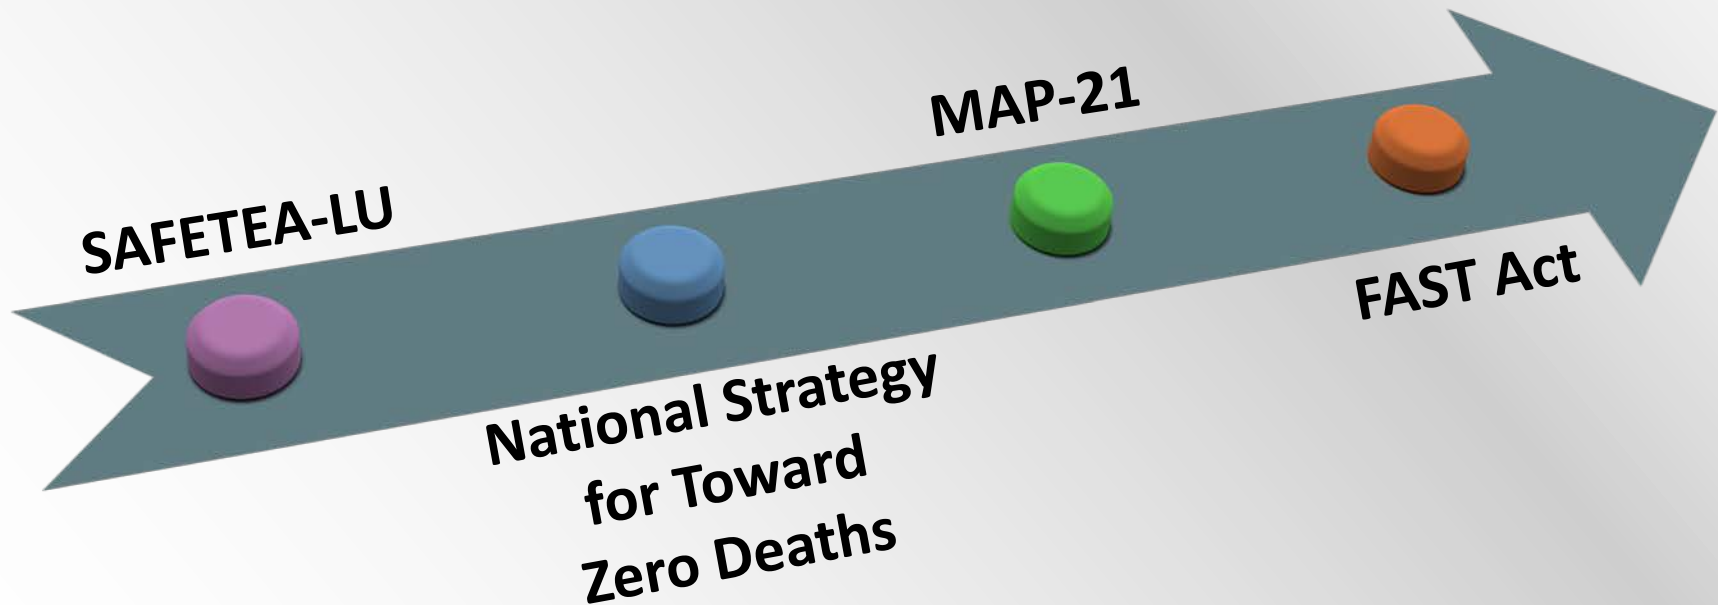 SAFETEA-LU
National Strategy
for Toward
Zero Deaths
MAP-21
FAST Act